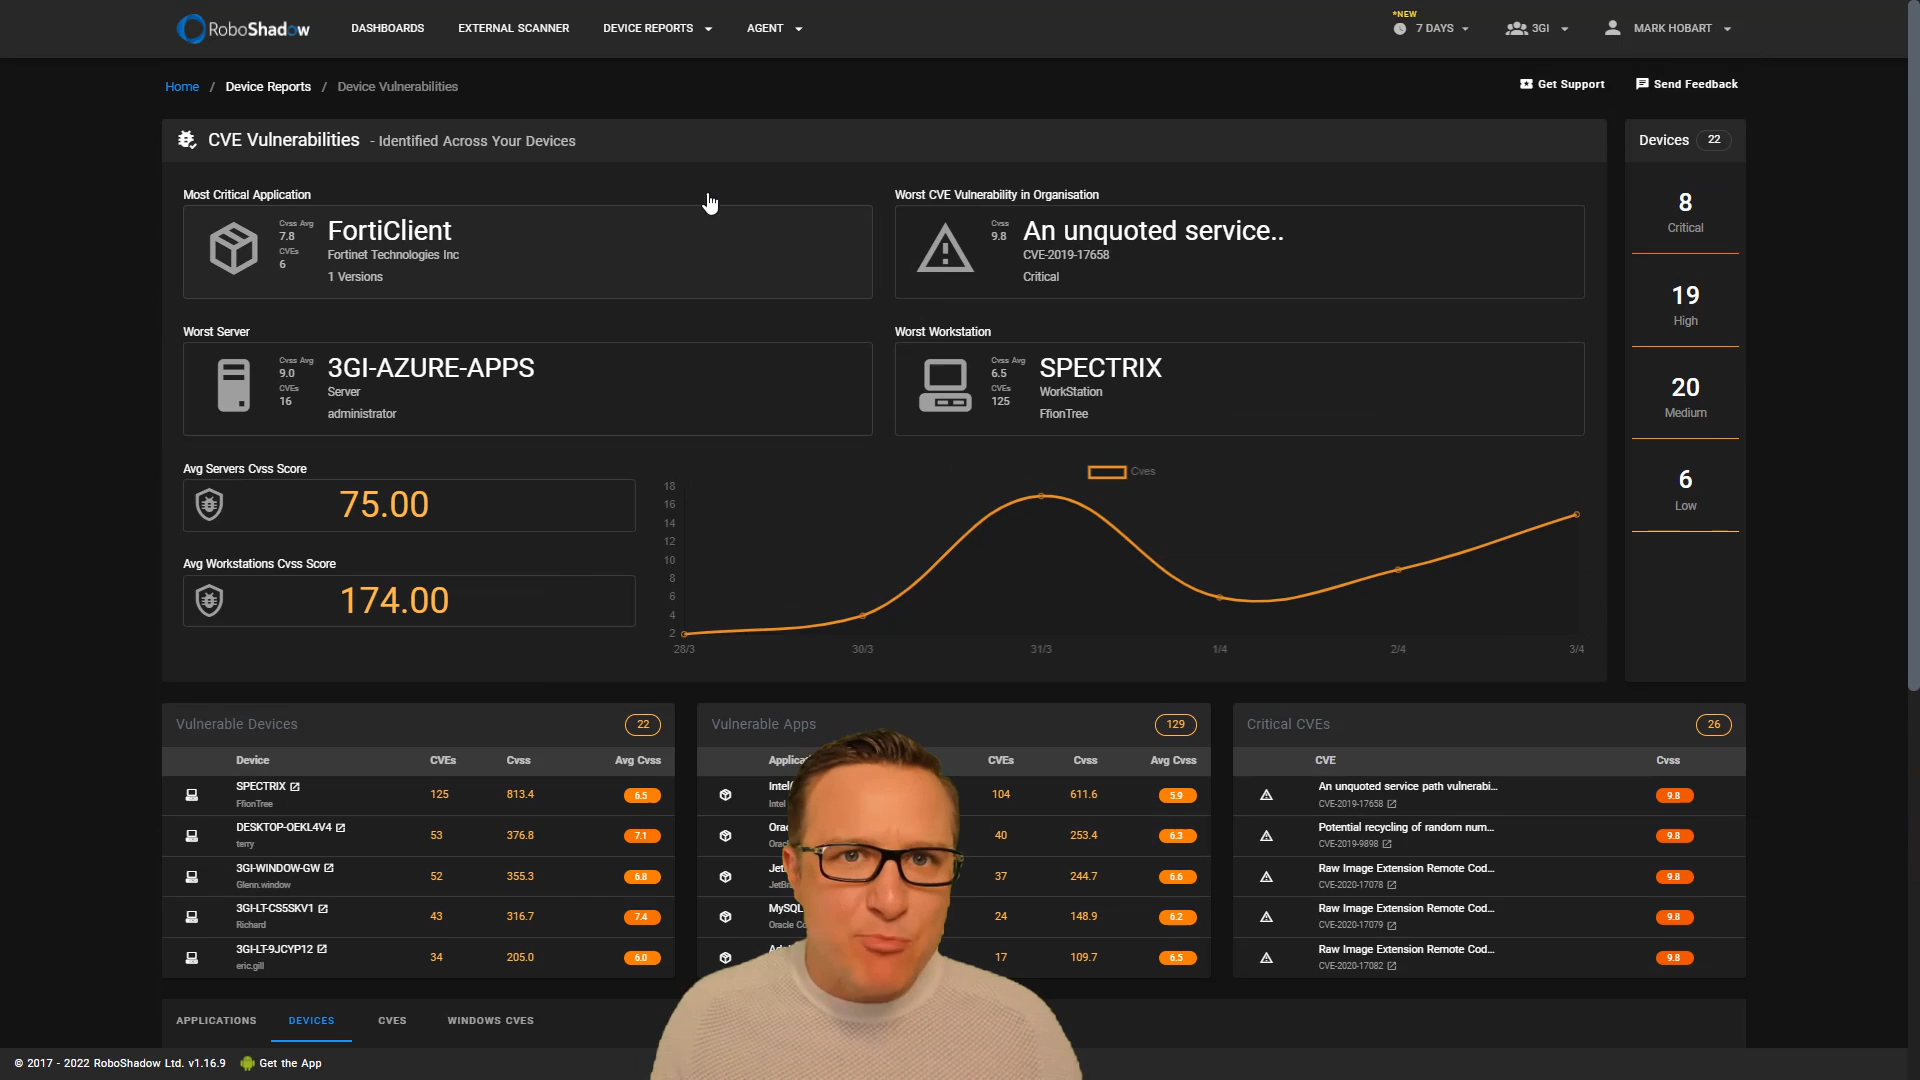 RoboShadow
DASHBOARDS
EXTERNAL SCANNER
DEVICE REPORTS
AGENT
*NEW
7 DAYS
3GI
MARK HOBART
Home / Device Reports / Device Vulnerabilities
Get Support
Send Feedback
CVE Vulnerabilities - Identified Across Your Devices
Most Critical Application
Cvss Avg
7.8
CVEs
6
FortiClient
Fortinet Technologies Inc
1 Versions
Worst CVE Vulnerability in Organisation
Cvss
9.8
An unquoted service..
CVE-2019-17658
Critical
Worst Server
Cvss Avg
9.0
CVEs
16
3GI-AZURE-APPS
Server
administrator
Worst Workstation
Cvss Avg
6.5
CVEs
125
SPECTRIX
WorkStation
FfionTree
Avg Servers Cvss Score
75.00
Avg Workstations Cvss Score
174.00
Cves
18
16
14
12
10
8
6
4
2
28/3 30/3 31/3 1/4 2/4 3/4
Devices 22
8
Critical
19
High
20
Medium
6
Low
Vulnerable Devices 22
Device CVEs Cvss Avg Cvss
SPECTRIX 125 813.4 6.5
FfionTree
DESKTOP-OEKL4V4 53 376.8 7.1
terry
3GI-WINDOW-GW 52 355.3 6.8
Glenn.window
3GI-LT-CS5SKV1 43 316.7 7.4
Richard
3GI-LT-9JCYP12 34 205.0 6.0
eric.gill
Vulnerable Apps 129
CVEs Cvss Avg Cvss
104 611.6 5.9
Intel
40 253.4 6.3
37 244.7 6.6
MySQL 24 148.9 6.2
Oracle
17 109.7 6.5
Critical CVEs 26
CVE Cvss
An unquoted service path vulnerabi... 9.8
CVE-2019-17658
Potential recycling of random num... 9.8
CVE-2019-9898
Raw Image Extension Remote Cod... 9.8
CVE-2020-17078
Raw Image Extension Remote Cod... 9.8
CVE-2020-17079
Raw Image Extension Remote Cod... 9.8
CVE-2020-17082
APPLICATIONS
DEVICES
CVES
WINDOWS CVES
© 2017 - 2022 RoboShadow Ltd. v1.16.9
Get the App